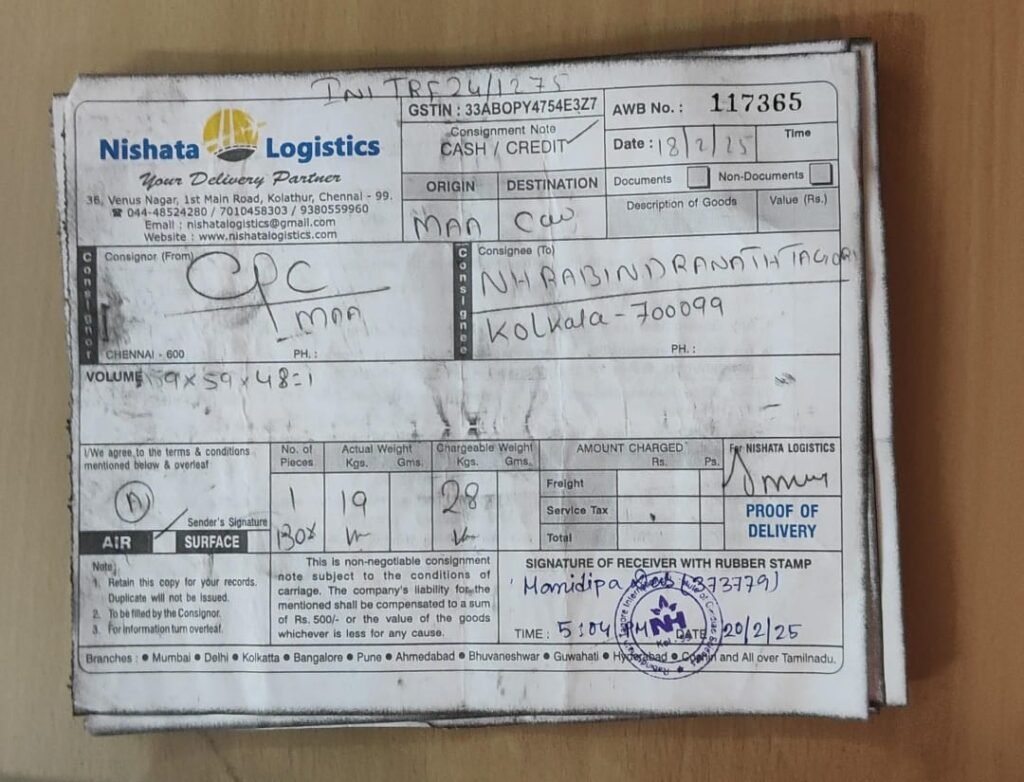 INI TRF 24/1275
Nishata Logistics
Your Delivery Partner
36, Venus Nagar, 1st Main Road, Kolathur, Chennai - 99.
☎ 044-48524280 / 7010458303 / 9380559960
Email : nishatalogistics@gmail.com
Website : www.nishatalogistics.com
GSTIN : 33ABOPY4754E3Z7
Consignment Note
CASH / CREDIT
ORIGIN DESTINATION
MAA CCU
AWB No. : 117365
Date : 18/2/25 Time
Documents Non-Documents
Description of Goods Value (Rs.)
Consignor
Consignor (From)
CPC
MAA
CHENNAI - 600 PH. :
Consignee
Consignee (To)
NH RABINDRANATH TAGORE
Kolkata - 700099
PH. :
VOLUME 59 x 59 x 48 = 1
I/We agree to the terms & conditions
mentioned below & overleaf
A
Sender's Signature
AIR SURFACE
No. of Pieces
Actual Weight
Kgs. Gms.
Chargeable Weight
Kgs. Gms.
1 19 28
Box
AMOUNT CHARGED
Rs. Ps.
Freight
Service Tax
Total
For NISHATA LOGISTICS
PROOF OF
DELIVERY
Note :
1. Retain this copy for your records.
Duplicate will not be Issued.
2. To be filled by the Consignor.
3. For information turn overleaf.
This is non-negotiable consignment
note subject to the conditions of
carriage. The company's liability for the
mentioned shall be compensated to a sum
of Rs. 500/- or the value of the goods
whichever is less for any cause.
SIGNATURE OF RECEIVER WITH RUBBER STAMP
(373779)
NH
TIME : 5:04 PM DATE 20/2/25
Branches : ● Mumbai ● Delhi ● Kolkatta ● Bangalore ● Pune ● Ahmedabad ● Bhuvaneshwar ● Guwahati ● Hyderabad ● Cochin and All over Tamilnadu.